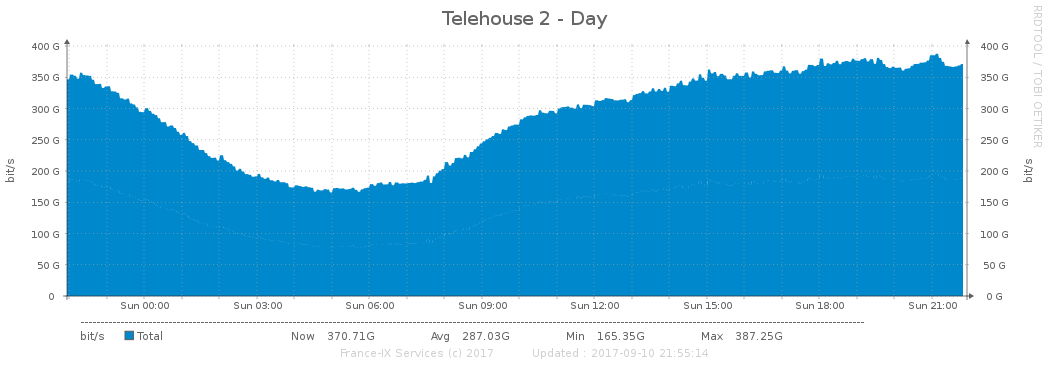 Telehouse 2 - Day
RRDTOOL / TOBI OETIKER
bit/s
400 G
350 G
300 G
250 G
200 G
150 G
100 G
50 G
0
400 G
350 G
300 G
250 G
200 G
150 G
100 G
50 G
0 G
bit/s
Sun 00:00 Sun 03:00 Sun 06:00 Sun 09:00 Sun 12:00 Sun 15:00 Sun 18:00 Sun 21:00
bit/s Total Now 370.71G Avg 287.03G Min 165.35G Max 387.25G
France-IX Services (c) 2017 Updated : 2017-09-10 21:55:14